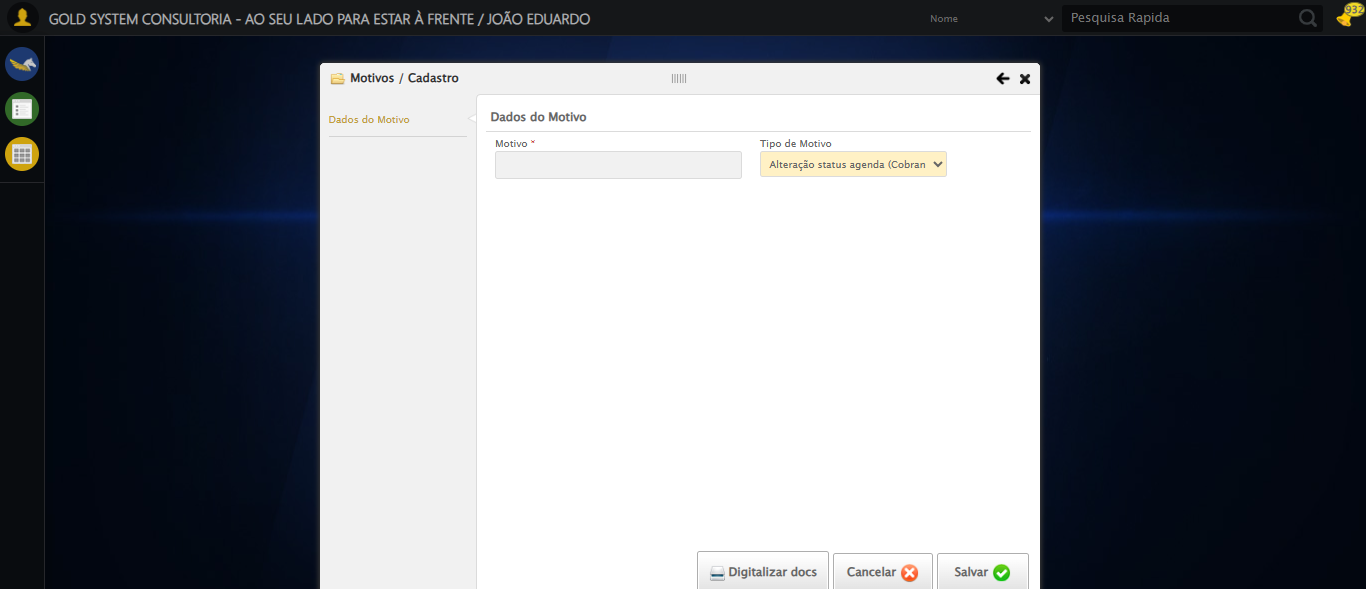 GOLD SYSTEM CONSULTORIA - AO SEU LADO PARA ESTAR À FRENTE / JOÃO EDUARDO
Nome
Pesquisa Rapida
932
Motivos / Cadastro
Dados do Motivo
Dados do Motivo
Motivo *
Tipo de Motivo
Alteração status agenda (Cobran
Digitalizar docs
Cancelar
Salvar